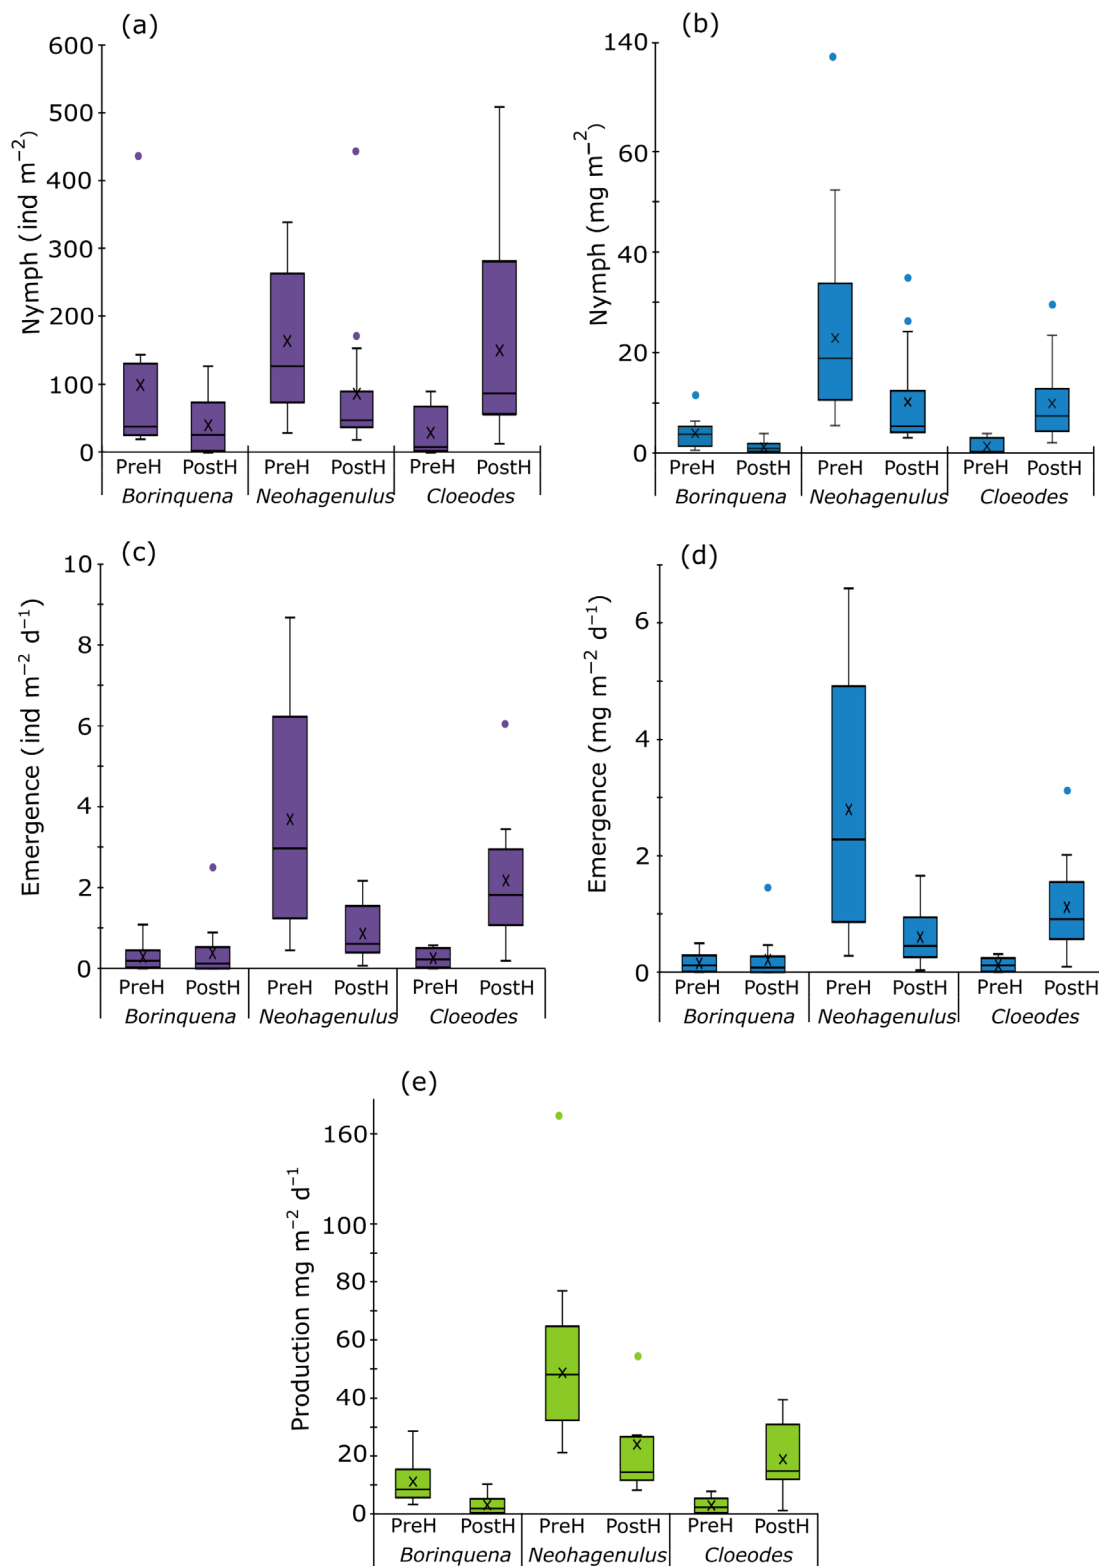 (a)
Nymph (ind m⁻²)
600
500
400
300
200
100
0
PreH PostH PreH PostH PreH PostH
Borinquena Neohagenulus Cloeodes
(b)
Nymph (mg m⁻²)
140
60
40
20
0
PreH PostH PreH PostH PreH PostH
Borinquena Neohagenulus Cloeodes
(c)
Emergence (ind m⁻² d⁻¹)
10
8
6
4
2
0
PreH PostH PreH PostH PreH PostH
Borinquena Neohagenulus Cloeodes
(d)
Emergence (mg m⁻² d⁻¹)
6
4
2
0
PreH PostH PreH PostH PreH PostH
Borinquena Neohagenulus Cloeodes
(e)
Production mg m⁻² d⁻¹
160
100
80
60
40
20
0
PreH PostH PreH PostH PreH PostH
Borinquena Neohagenulus Cloeodes